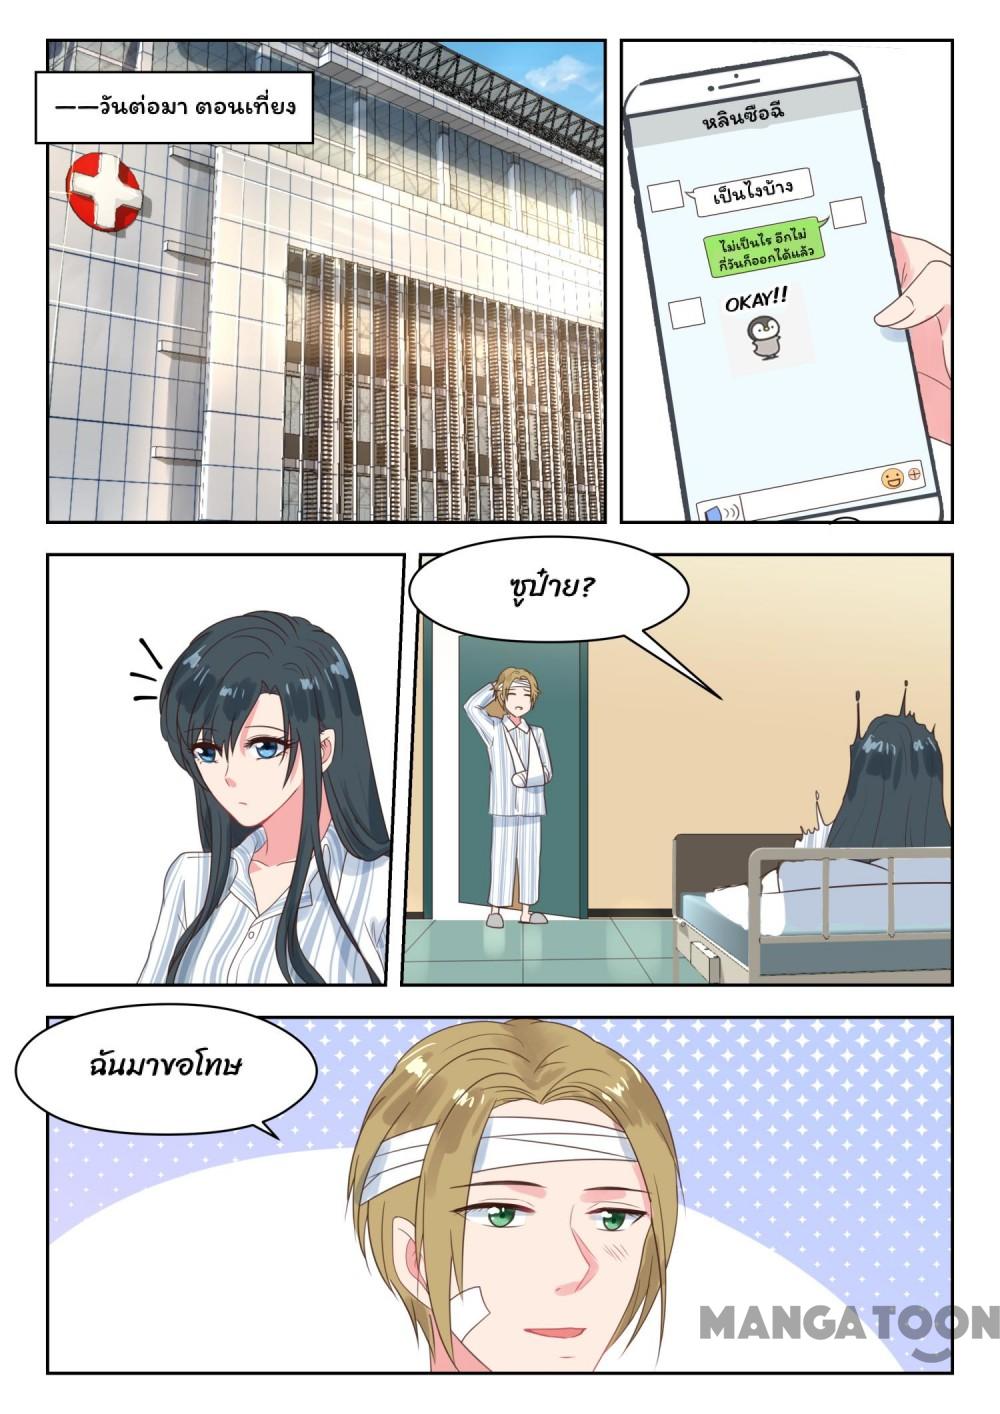 ——วันต่อมา ตอนเที่ยง
หลินซือฉี
เป็นไงบ้าง
ไม่เป็นไร อีกไม่
กี่วันก็ออกได้แล้ว
OKAY!!
ซูป๋าย?
ฉันมาขอโทษ
MANGATOON